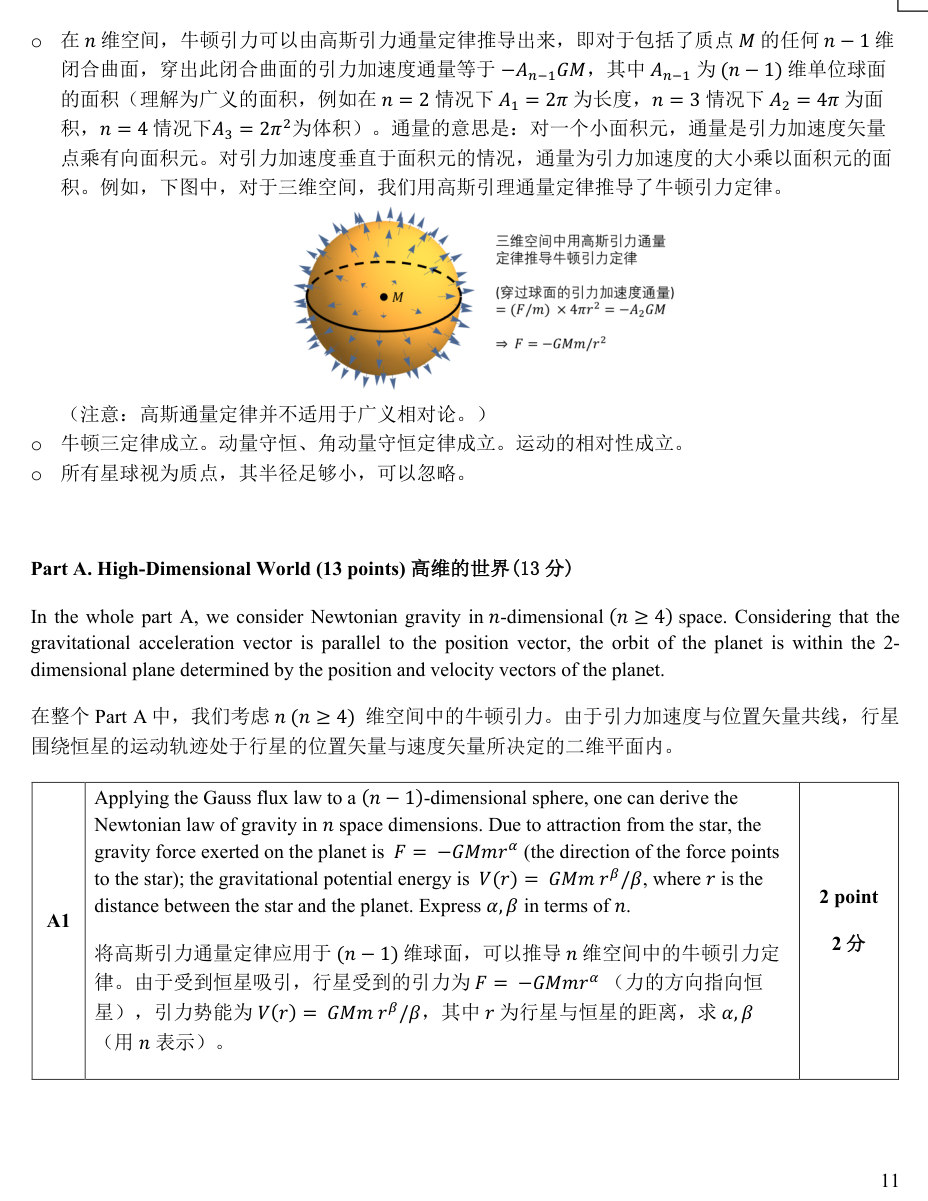 o 在 n 维空间，牛顿引力可以由高斯引力通量定律推导出来，即对于包括了质点 M 的任何 n − 1 维
闭合曲面，穿出此闭合曲面的引力加速度通量等于 −Aₙ₋₁GM，其中 Aₙ₋₁ 为 (n − 1) 维单位球面
的面积（理解为广义的面积，例如在 n = 2 情况下 A₁ = 2π 为长度，n = 3 情况下 A₂ = 4π 为面
积，n = 4 情况下A₃ = 2π²为体积）。通量的意思是：对一个小面积元，通量是引力加速度矢量
点乘有向面积元。对引力加速度垂直于面积元的情况，通量为引力加速度的大小乘以面积元的面
积。例如，下图中，对于三维空间，我们用高斯引理通量定律推导了牛顿引力定律。
M
三维空间中用高斯引力通量
定律推导牛顿引力定律
(穿过球面的引力加速度通量)
= (F/m) × 4πr² = −A₂GM
⇒ F = −GMm/r²
（注意：高斯通量定律并不适用于广义相对论。）
o 牛顿三定律成立。动量守恒、角动量守恒定律成立。运动的相对性成立。
o 所有星球视为质点，其半径足够小，可以忽略。
Part A. High-Dimensional World (13 points) 高维的世界(13 分)
In the whole part A, we consider Newtonian gravity in n-dimensional (n ≥ 4) space. Considering that the
gravitational acceleration vector is parallel to the position vector, the orbit of the planet is within the 2-
dimensional plane determined by the position and velocity vectors of the planet.
在整个 Part A 中，我们考虑 n (n ≥ 4) 维空间中的牛顿引力。由于引力加速度与位置矢量共线，行星
围绕恒星的运动轨迹处于行星的位置矢量与速度矢量所决定的二维平面内。
A1
Applying the Gauss flux law to a (n − 1)-dimensional sphere, one can derive the
Newtonian law of gravity in n space dimensions. Due to attraction from the star, the
gravity force exerted on the planet is F = −GMmr^α (the direction of the force points
to the star); the gravitational potential energy is V(r) = GMm r^β/β, where r is the
distance between the star and the planet. Express α, β in terms of n.
将高斯引力通量定律应用于 (n − 1) 维球面，可以推导 n 维空间中的牛顿引力定
律。由于受到恒星吸引，行星受到的引力为 F = −GMmr^α （力的方向指向恒
星），引力势能为 V(r) = GMm r^β/β，其中 r 为行星与恒星的距离，求 α, β
（用 n 表示）。
2 point
2 分
11